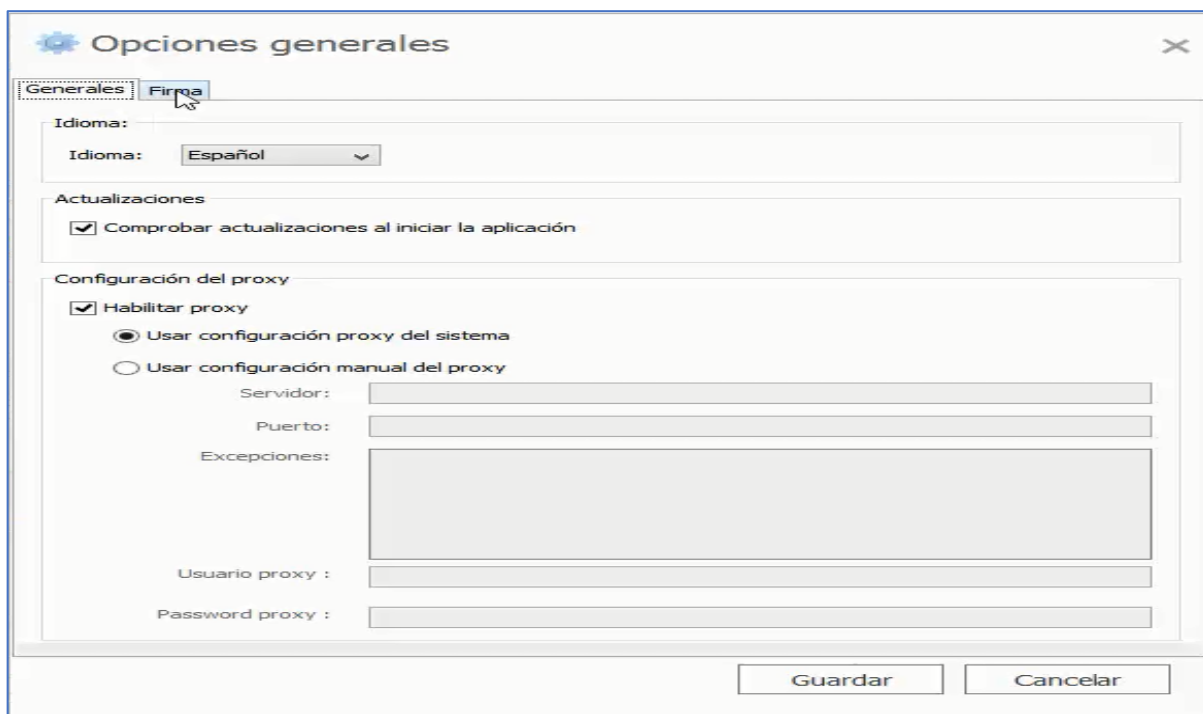 Opciones generales
Generales Firma
Idioma:
Idioma: Español
Actualizaciones
Comprobar actualizaciones al iniciar la aplicación
Configuración del proxy
Habilitar proxy
Usar configuración proxy del sistema
Usar configuración manual del proxy
Servidor:
Puerto:
Excepciones:
Usuario proxy :
Password proxy :
Guardar Cancelar